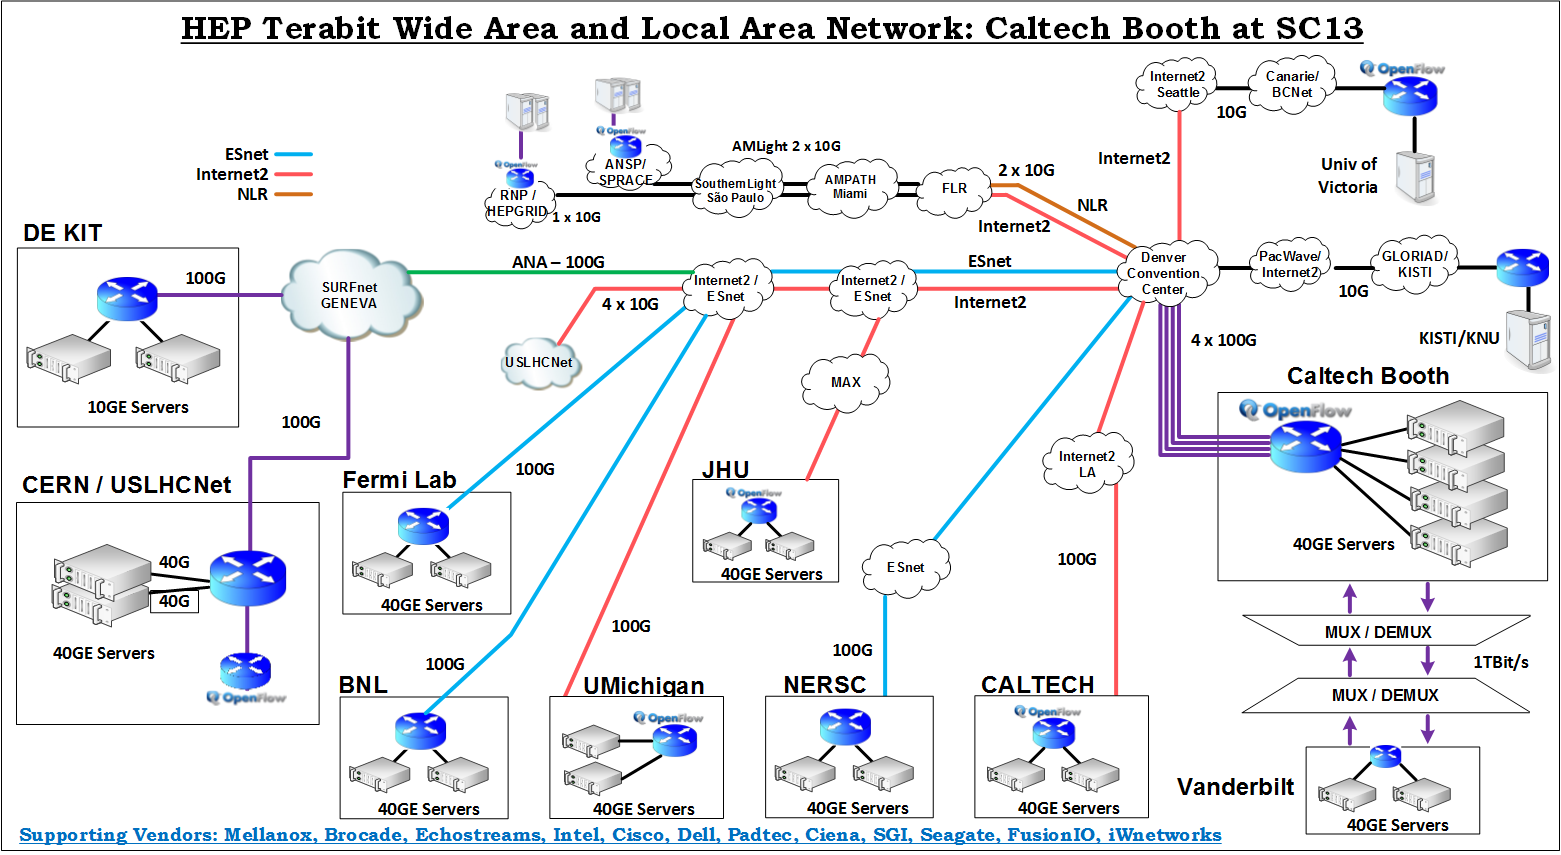 HEP Terabit Wide Area and Local Area Network: Caltech Booth at SC13
ESnet
Internet2
NLR
OpenFlow
RNP /
HEPGRID
1 x 10G
OpenFlow
ANSP/
SPRACE
AMLight 2 x 10G
SouthernLight
São Paulo
AMPATH
Miami
FLR
2 x 10G
NLR
Internet2
Internet2
Seattle
Canarie/
BCNet
10G
OpenFlow
Internet2
Univ of
Victoria
DE KIT
100G
10GE Servers
SURFnet
GENEVA
100G
ANA – 100G
4 x 10G
USLHCNet
Internet2 /
ESnet
Internet2 /
ESnet
ESnet
Internet2
Denver
Convention
Center
PacWave/
Internet2
10G
GLORIAD/
KISTI
KISTI/KNU
4 x 100G
Caltech Booth
OpenFlow
40GE Servers
CERN / USLHCNet
40G
40G
40GE Servers
OpenFlow
Fermi Lab
100G
40GE Servers
MAX
JHU
OpenFlow
40GE Servers
Internet2
LA
100G
ESnet
100G
BNL
100G
OpenFlow
40GE Servers
100G
UMichigan
OpenFlow
40GE Servers
NERSC
40GE Servers
CALTECH
OpenFlow
40GE Servers
MUX / DEMUX
1TBit/s
MUX / DEMUX
Vanderbilt
40GE Servers
Supporting Vendors: Mellanox, Brocade, Echostreams, Intel, Cisco, Dell, Padtec, Ciena, SGI, Seagate, FusionIO, iWnetworks